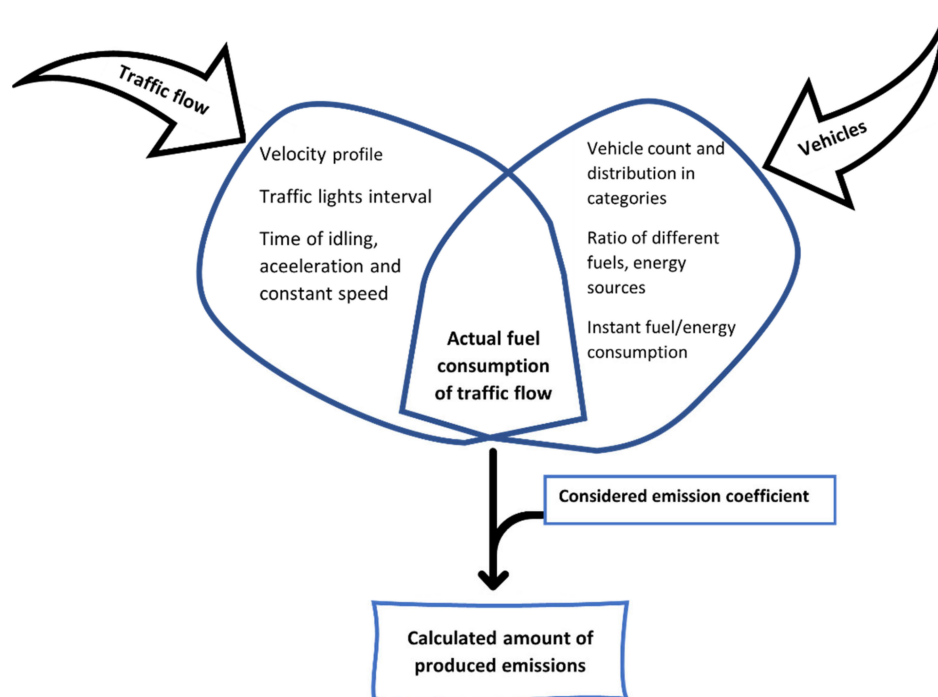 Traffic flow
Vehicles
Velocity profile
Traffic lights interval
Time of idling,
aceeleration and
constant speed
Vehicle count and
distribution in
categories
Ratio of different
fuels, energy
sources
Instant fuel/energy
consumption
Actual fuel
consumption
of traffic flow
Considered emission coefficient
Calculated amount of
produced emissions